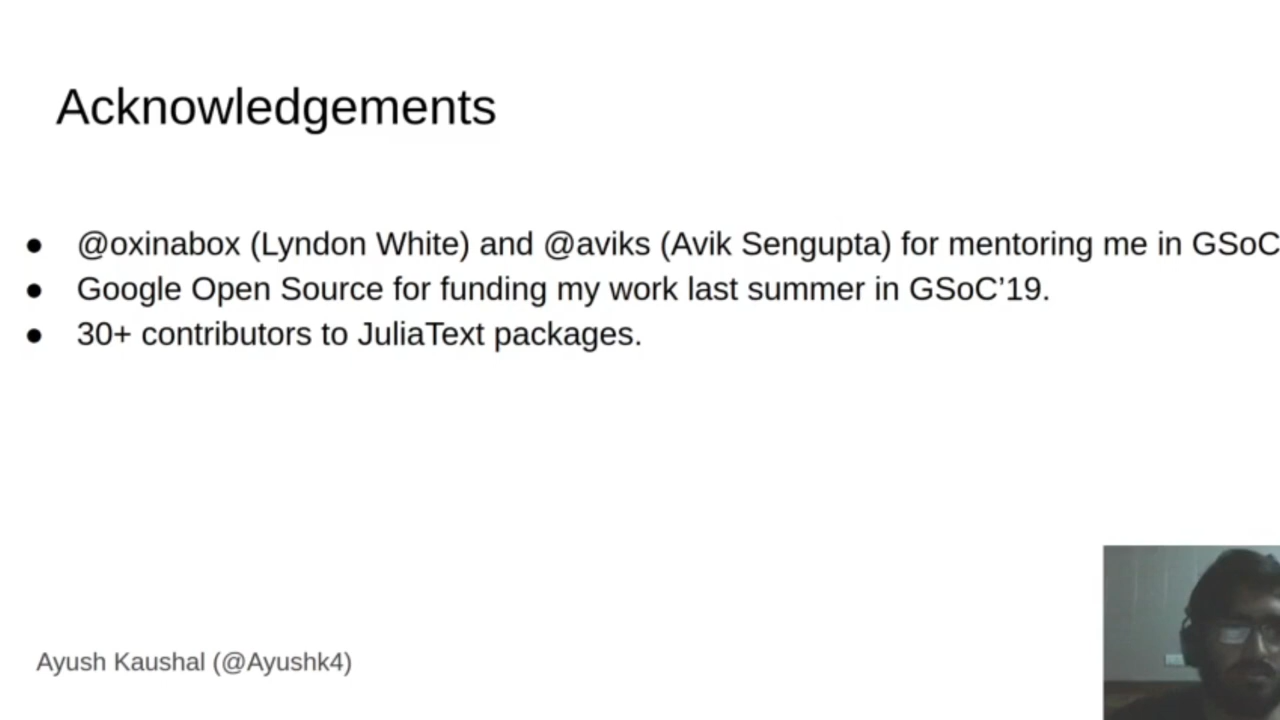 Acknowledgements
● @oxinabox (Lyndon White) and @aviks (Avik Sengupta) for mentoring me in GSoC
● Google Open Source for funding my work last summer in GSoC’19.
● 30+ contributors to JuliaText packages.
Ayush Kaushal (@Ayushk4)